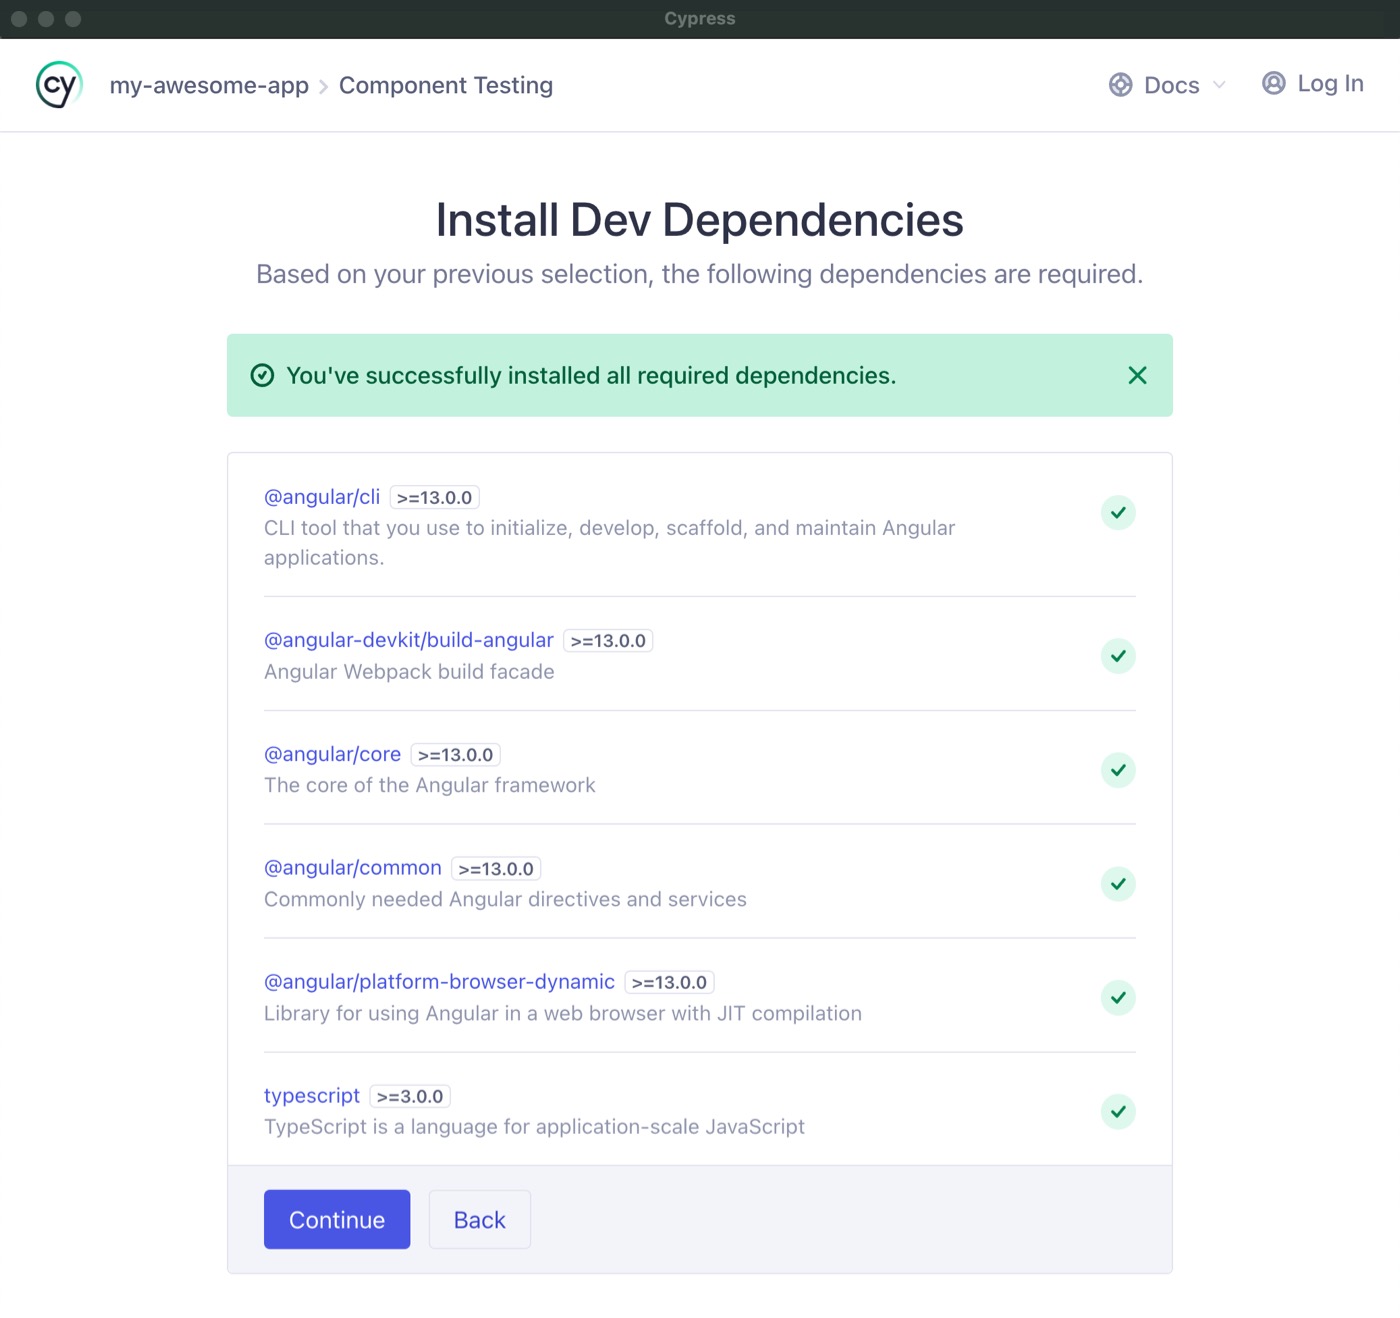 Cypress
cy my-awesome-app Component Testing Docs Log In
Install Dev Dependencies
Based on your previous selection, the following dependencies are required.
You've successfully installed all required dependencies.
@angular/cli >=13.0.0
CLI tool that you use to initialize, develop, scaffold, and maintain Angular
applications.
@angular-devkit/build-angular >=13.0.0
Angular Webpack build facade
@angular/core >=13.0.0
The core of the Angular framework
@angular/common >=13.0.0
Commonly needed Angular directives and services
@angular/platform-browser-dynamic >=13.0.0
Library for using Angular in a web browser with JIT compilation
typescript >=3.0.0
TypeScript is a language for application-scale JavaScript
Continue Back